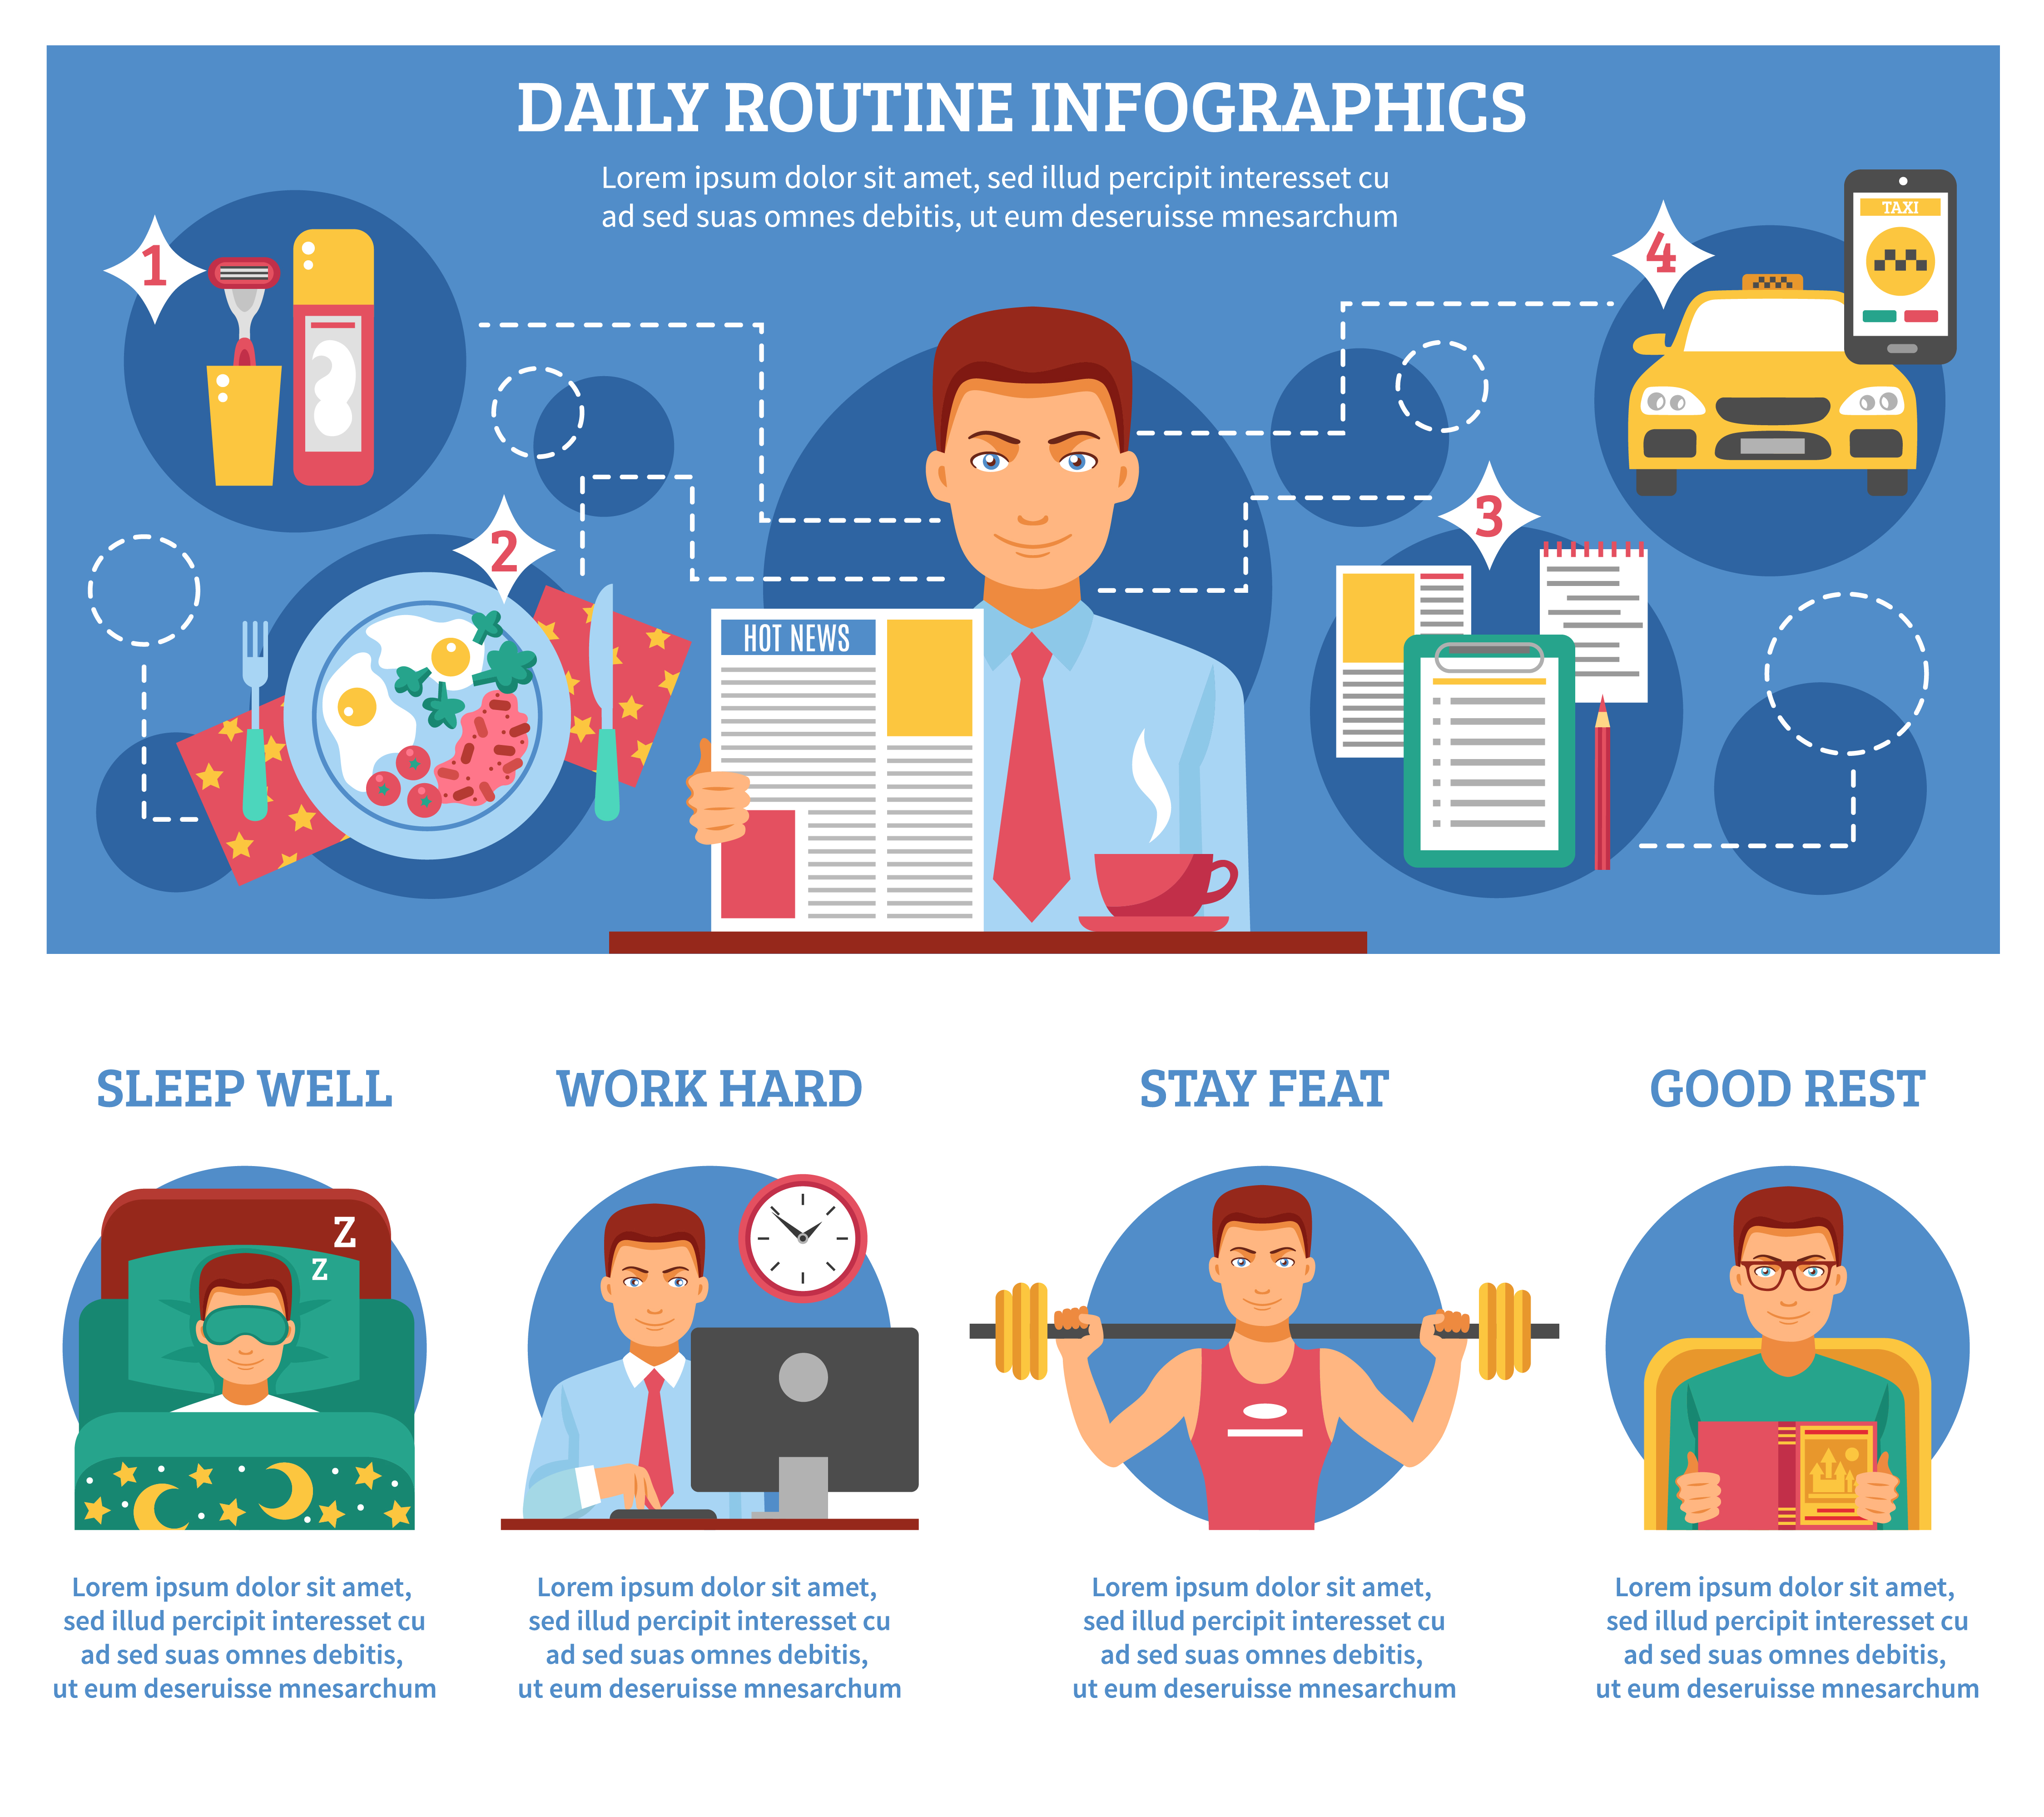 DAILY ROUTINE INFOGRAPHICS
Lorem ipsum dolor sit amet, sed illud percipit interesset cu
ad sed suas omnes debitis, ut eum deseruisse mnesarchum
1
2
3
4
TAXI
HOT NEWS
SLEEP WELL
Z
Z
Lorem ipsum dolor sit amet,
sed illud percipit interesset cu
ad sed suas omnes debitis,
ut eum deseruisse mnesarchum
WORK HARD
Lorem ipsum dolor sit amet,
sed illud percipit interesset cu
ad sed suas omnes debitis,
ut eum deseruisse mnesarchum
STAY FEAT
Lorem ipsum dolor sit amet,
sed illud percipit interesset cu
ad sed suas omnes debitis,
ut eum deseruisse mnesarchum
GOOD REST
Lorem ipsum dolor sit amet,
sed illud percipit interesset cu
ad sed suas omnes debitis,
ut eum deseruisse mnesarchum